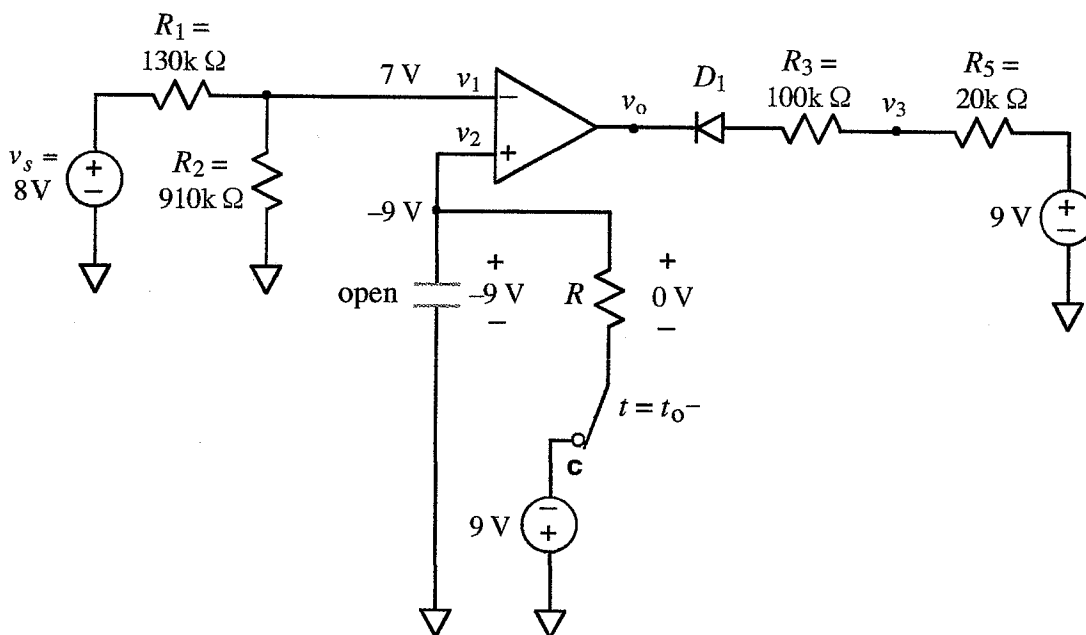 R1 =
130k Ω
7 V
v1
−
v2
+
vo
D1
R3 =
100k Ω
v3
R5 =
20k Ω
vs =
8V
+
−
R2 =
910k Ω
9 V
+
−
–9 V
open
+
–9 V
−
R
+
0 V
−
t = to–
c
9 V
−
+